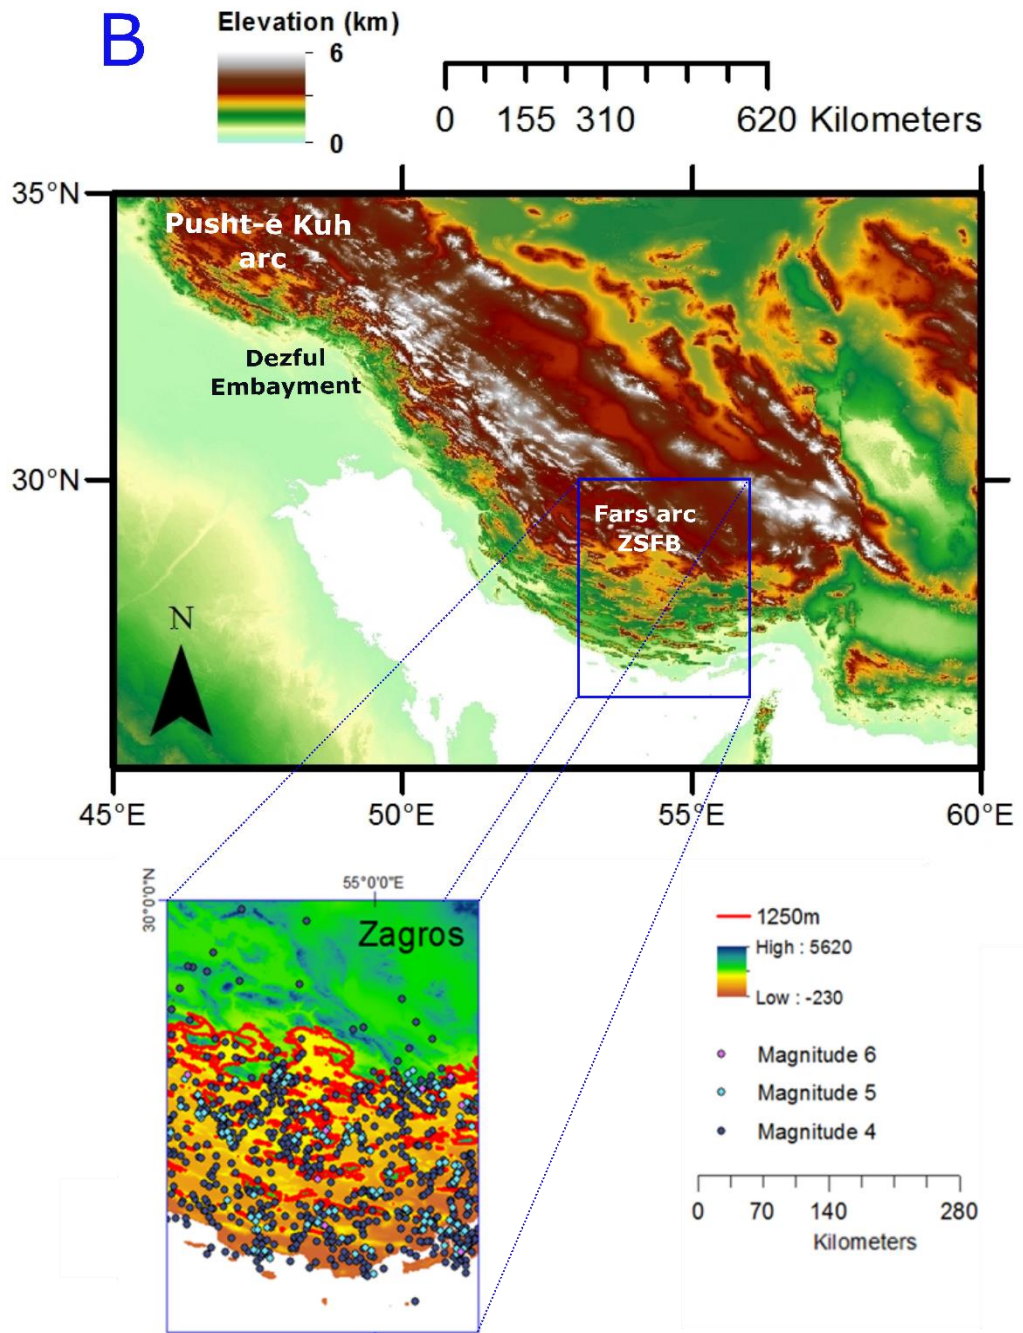 B
Elevation (km)
6
0
0 155 310 620 Kilometers
35°N
30°N
45°E 50°E 55°E 60°E
Pusht-e Kuh
arc
Dezful
Embayment
Fars arc
ZSFB
N
30°0'0"N
55°0'0"E
Zagros
1250m
High : 5620
Low : -230
Magnitude 6
Magnitude 5
Magnitude 4
0 70 140 280
Kilometers